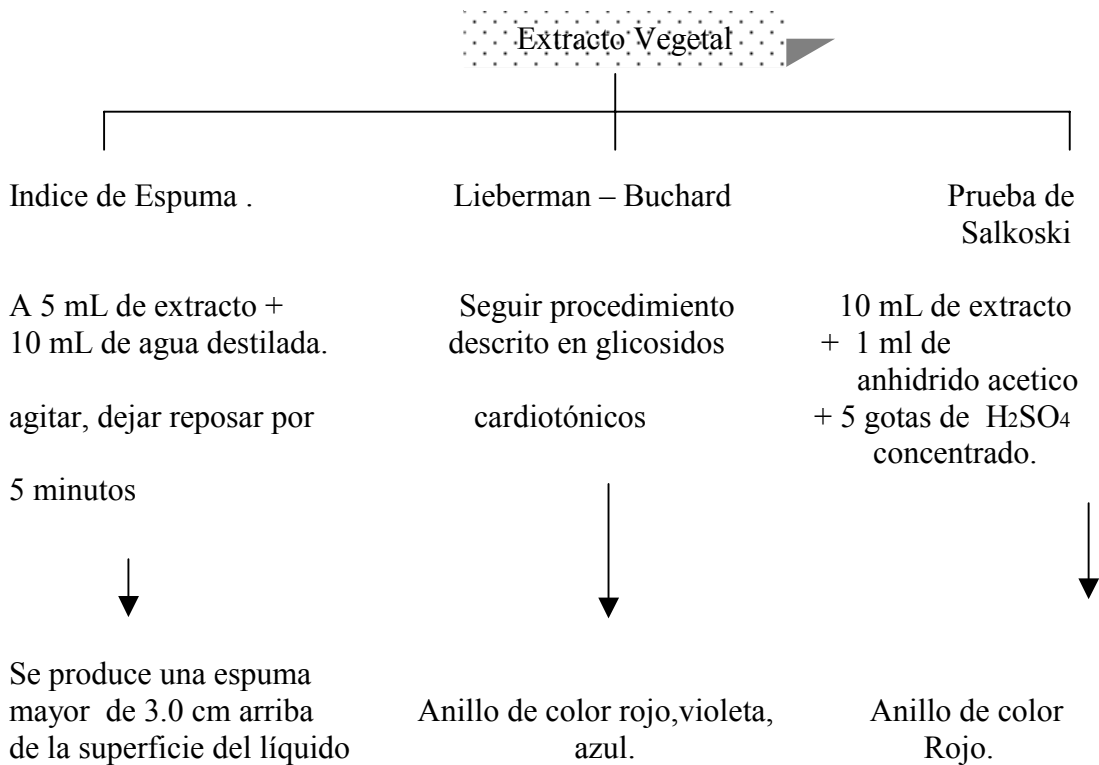 Extracto Vegetal
Indice de Espuma .
A 5 mL de extracto +
10 mL de agua destilada.
agitar, dejar reposar por
5 minutos
Se produce una espuma
mayor de 3.0 cm arriba
de la superficie del líquido
Lieberman – Buchard
Seguir procedimiento
descrito en glicosidos
cardiotónicos
Anillo de color rojo,violeta,
azul.
Prueba de
Salkoski
10 mL de extracto
+ 1 ml de
anhidrido acetico
+ 5 gotas de H2SO4
concentrado.
Anillo de color
Rojo.